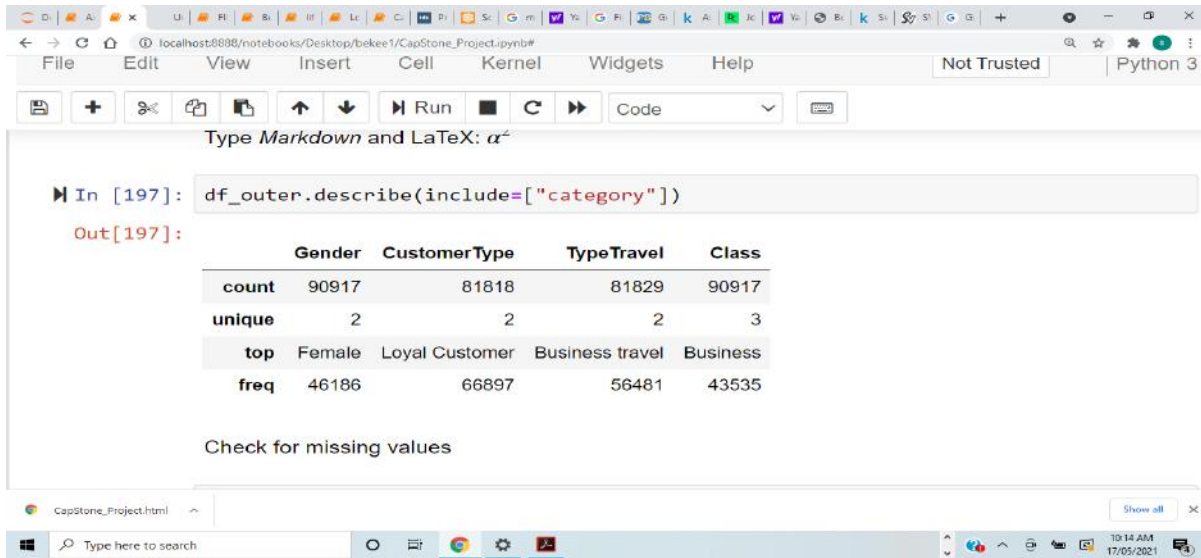 localhost:8888/notebooks/Desktop/bekee1/CapStone_Project.ipynb#
File Edit View Insert Cell Kernel Widgets Help Not Trusted Python 3
Run Code
Type Markdown and LaTeX: α²
In [197]: df_outer.describe(include=["category"])
Out[197]:
Gender CustomerType TypeTravel Class
count 90917 81818 81829 90917
unique 2 2 2 3
top Female Loyal Customer Business travel Business
freq 46186 66897 56481 43535
Check for missing values
CapStone_Project.html Show all
Type here to search 10:14 AM
17/05/2021